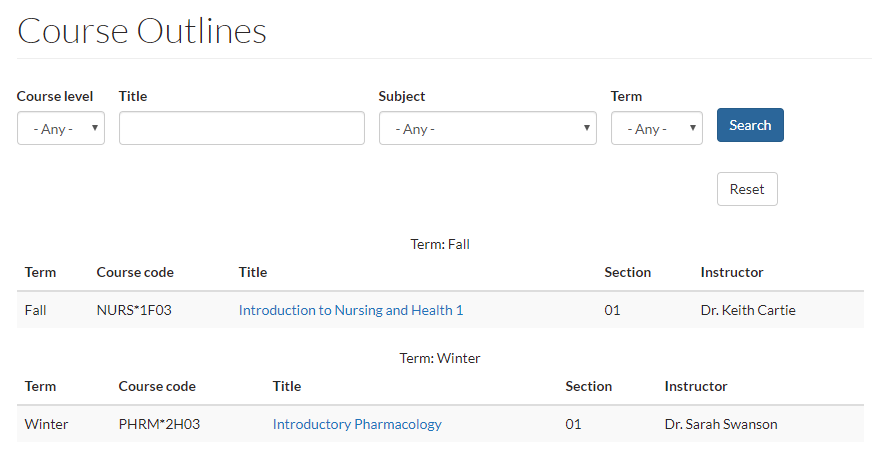 Course Outlines
Course level Title Subject Term
- Any - - Any - - Any - Search
Reset
Term: Fall
Term Course code Title Section Instructor
Fall NURS*1F03 Introduction to Nursing and Health 1 01 Dr. Keith Cartie
Term: Winter
Term Course code Title Section Instructor
Winter PHRM*2H03 Introductory Pharmacology 01 Dr. Sarah Swanson